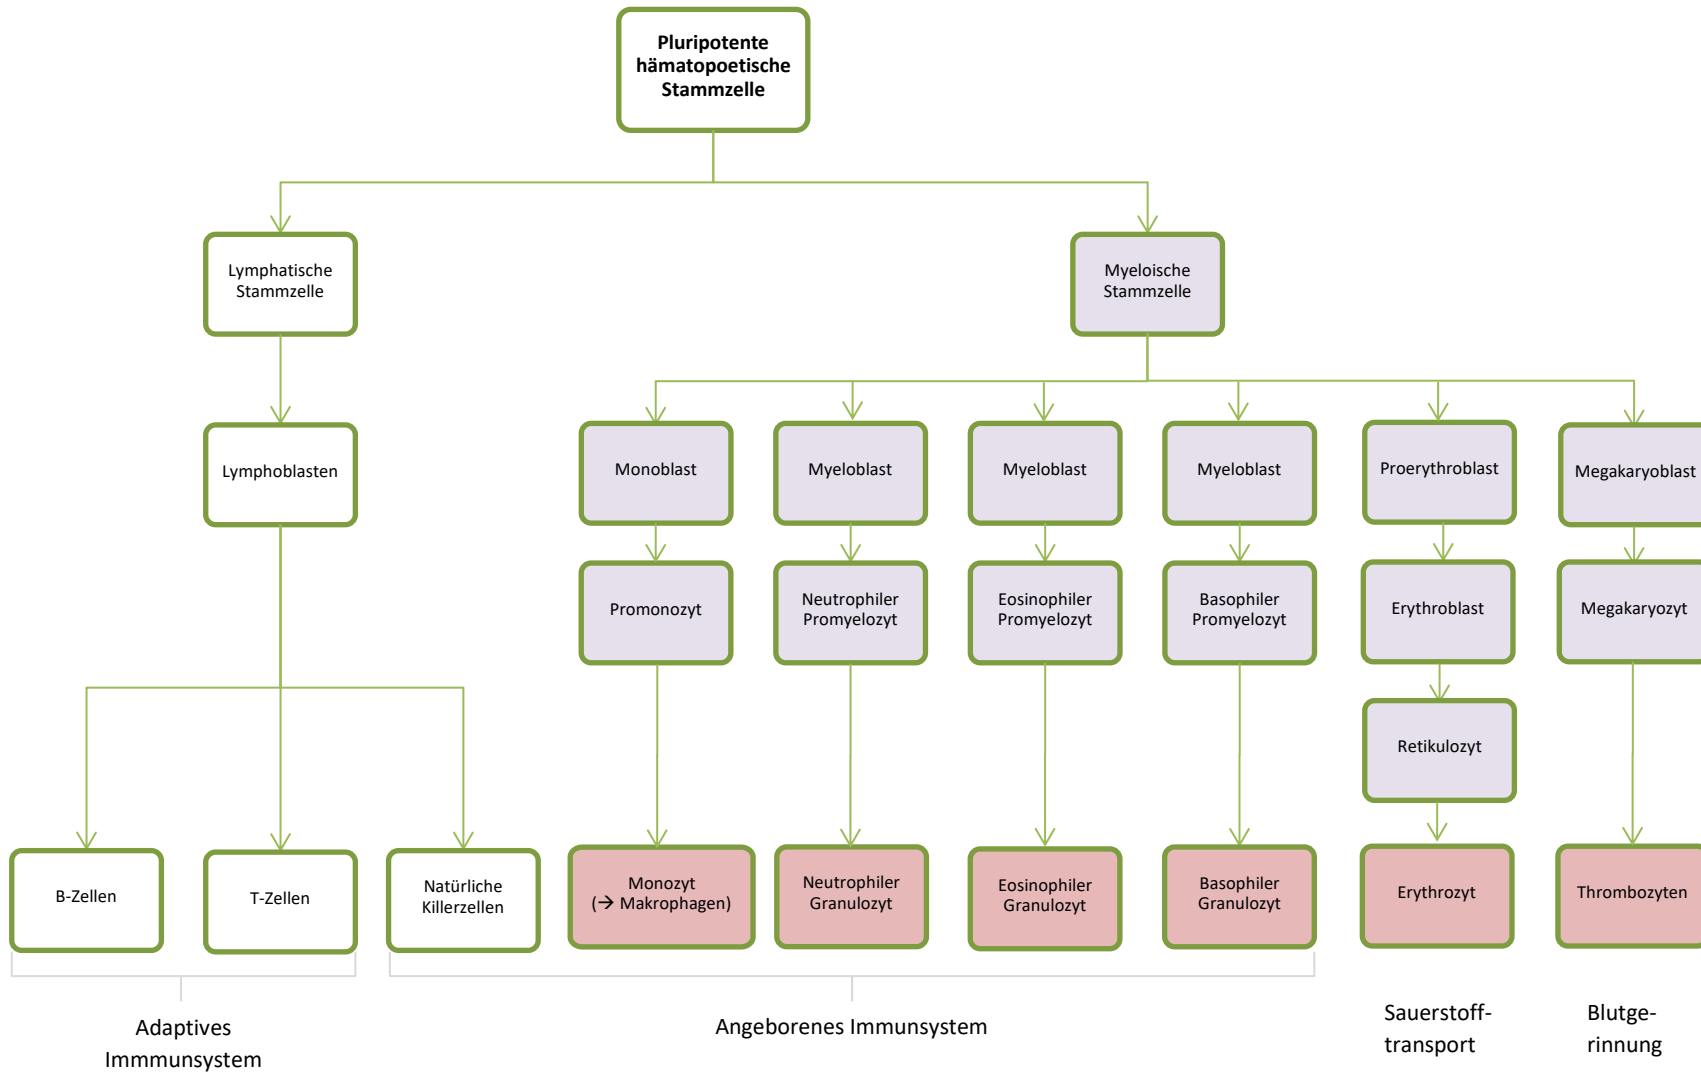 Pluripotente
hämatopoetische
Stammzelle
Lymphatische
Stammzelle
Myeloische
Stammzelle
Lymphoblasten
Monoblast
Myeloblast
Myeloblast
Myeloblast
Proerythroblast
Megakaryoblast
Promonozyt
Neutrophiler
Promyelozyt
Eosinophiler
Promyelozyt
Basophiler
Promyelozyt
Erythroblast
Megakaryozyt
Retikulozyt
B-Zellen
T-Zellen
Natürliche
Killerzellen
Monozyt
(→ Makrophagen)
Neutrophiler
Granulozyt
Eosinophiler
Granulozyt
Basophiler
Granulozyt
Erythrozyt
Thrombozyten
Adaptives
Immmunsystem
Angeborenes Immunsystem
Sauerstoff-
transport
Blutge-
rinnung